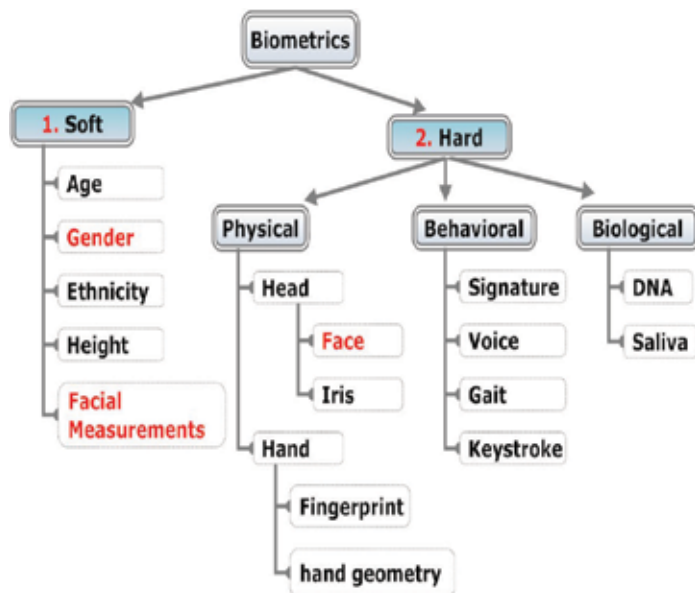 Biometrics
1. Soft
2. Hard
Age
Gender
Ethnicity
Height
Facial
Measurements
Physical
Behavioral
Biological
Head
Face
Iris
Hand
Fingerprint
hand geometry
Signature
Voice
Gait
Keystroke
DNA
Saliva